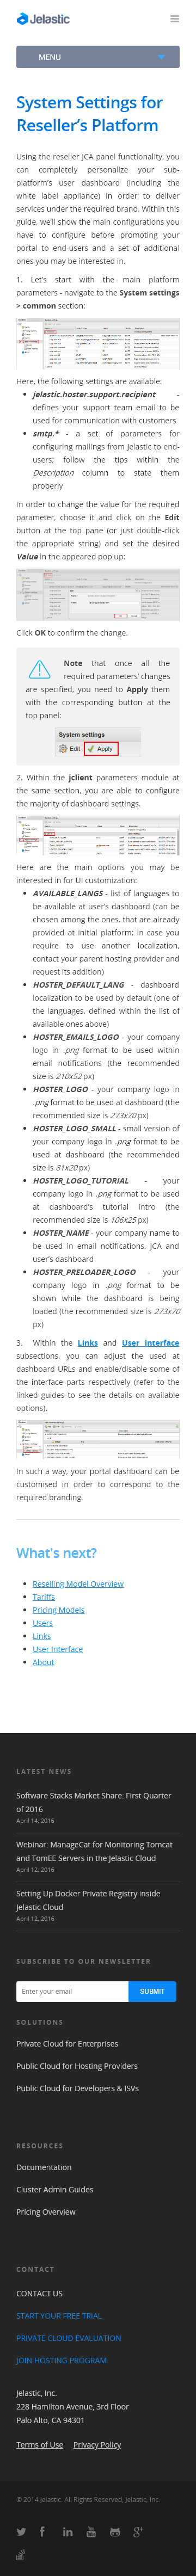 Jelastic
MENU
System Settings for
Reseller's Platform
Using the reseller JCA panel functionality, you
can completely personalize your sub-
platform's user dashboard (including the
white label appliance) in order to deliver
services under the required brand. Within this
guide, we'll show the main configurations you
have to configure before promoting your
portal to end-users and a set of additional
ones you may be interested in.
1. Let's start with the main platform
parameters - navigate to the System settings
> common section:
Here, the following settings are available:
• jelastic.hoster.support.recipient -
defines your support team email to be
used for communication with customers
• smtp.* - a set of parameters for
configuring mailings from Jelastic to end-
users: follow the tips within the
Description column to state them
properly
In order to change the value for the required
parameter, choose it and click on the Edit
button at the top pane (or just double-click
the appropriate string) and set the desired
Value in the appeared pop up:
Click OK to confirm the change.
Note that once all the
required parameters' changes
are specified, you need to Apply them
with the corresponding button at the
top panel:
System settings
Edit Apply
2. Within the jclient parameters module at
the same section, you are able to configure
the majority of dashboard settings.
Here are the main options you may be
interested in for UI customization:
• AVAILABLE_LANGS - list of languages to
be available at user's dashboard (can be
chosen among the ones, that are already
provided at initial platform; in case you
require to use another localization,
contact your parent hosting provider and
request its addition)
• HOSTER_DEFAULT_LANG - dashboard
localization to be used by default (one of
the languages, defined within the list of
available ones above)
• HOSTER_EMAILS_LOGO - your company
logo in .png format to be used within
email notifications (the recommended
size is 210x52 px)
• HOSTER_LOGO - your company logo in
.png format to be used at dashboard (the
recommended size is 273x70 px)
• HOSTER_LOGO_SMALL - small version of
your company logo in .png format to be
used at dashboard (the recommended
size is 81x20 px)
• HOSTER_LOGO_TUTORIAL - your
company logo in .png format to be used
at dashboard's tutorial intro (the
recommended size is 106x25 px)
• HOSTER_NAME - your company name to
be used in email notifications, JCA and
user's dashboard
• HOSTER_PRELOADER_LOGO - your
company logo in .png format to be
shown while the dashboard is being
loaded (the recommended size is 273x70
px)
3. Within the Links and User interface
subsections, you can adjust the used at
dashboard URLs and enable/disable some of
the interface parts respectively (refer to the
linked guides to see the details on available
options).
In such a way, your portal dashboard can be
customised in order to correspond to the
required branding.
What's next?
• Reselling Model Overview
• Tariffs
• Pricing Models
• Users
• Links
• User Interface
• About
LATEST NEWS
Software Stacks Market Share: First Quarter
of 2016
April 14, 2016
Webinar: ManageCat for Monitoring Tomcat
and TomEE Servers in the Jelastic Cloud
April 12, 2016
Setting Up Docker Private Registry inside
Jelastic Cloud
April 12, 2016
SUBSCRIBE TO OUR NEWSLETTER
Enter your email SUBMIT
SOLUTIONS
Private Cloud for Enterprises
Public Cloud for Hosting Providers
Public Cloud for Developers & ISVs
RESOURCES
Documentation
Cluster Admin Guides
Pricing Overview
CONTACT
CONTACT US
START YOUR FREE TRIAL
PRIVATE CLOUD EVALUATION
JOIN HOSTING PROGRAM
Jelastic, Inc.
228 Hamilton Avenue, 3rd Floor
Palo Alto, CA 94301
Terms of Use Privacy Policy
© 2014 Jelastic. All Rights Reserved, Jelastic, Inc.